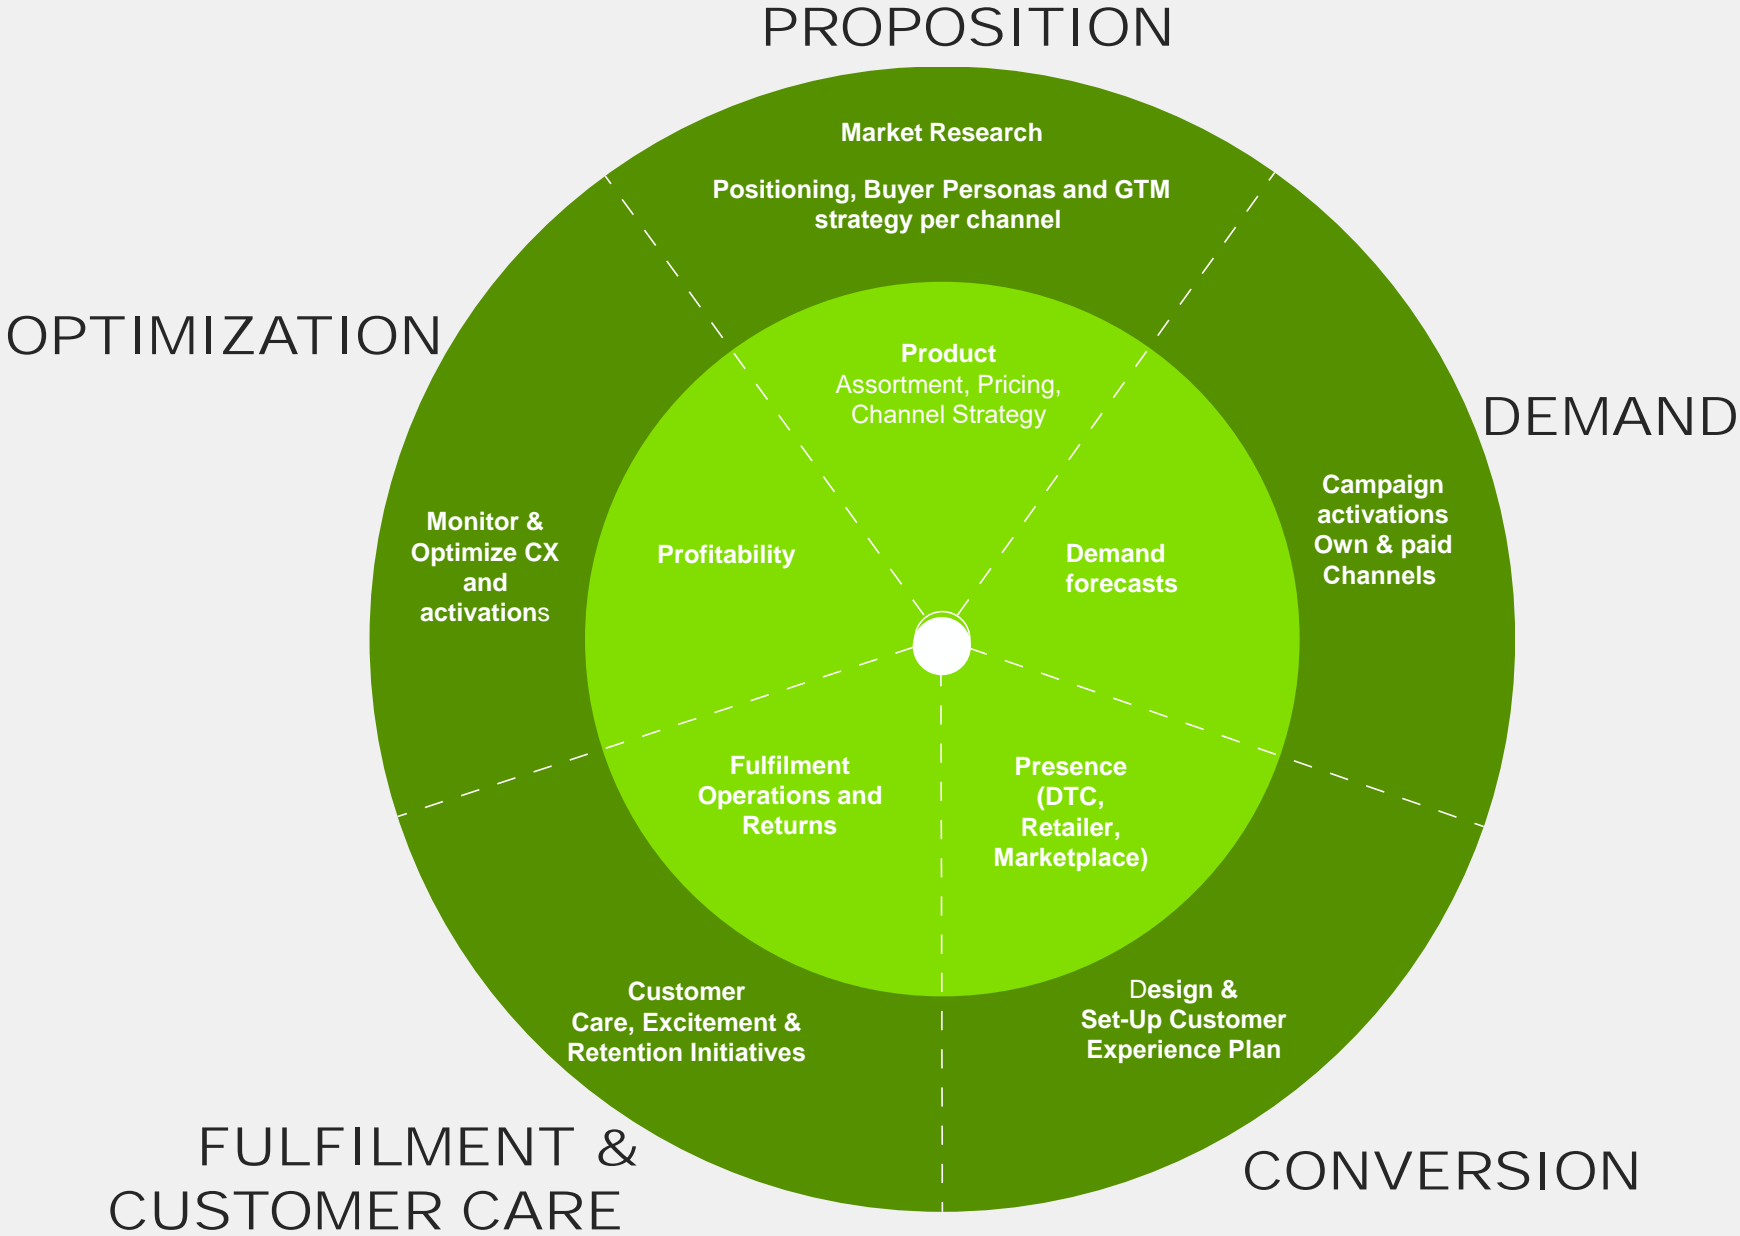 PROPOSITION
Market Research
Positioning, Buyer Personas and GTM
strategy per channel
OPTIMIZATION
Product
Assortment, Pricing,
Channel Strategy
DEMAND
Campaign
activations
Own & paid
Channels
Monitor &
Optimize CX
and
activations
Profitability
Demand
forecasts
Fulfilment
Operations and
Returns
Presence
(DTC,
Retailer,
Marketplace)
Customer
Care, Excitement &
Retention Initiatives
Design &
Set-Up Customer
Experience Plan
FULFILMENT &
CUSTOMER CARE
CONVERSION